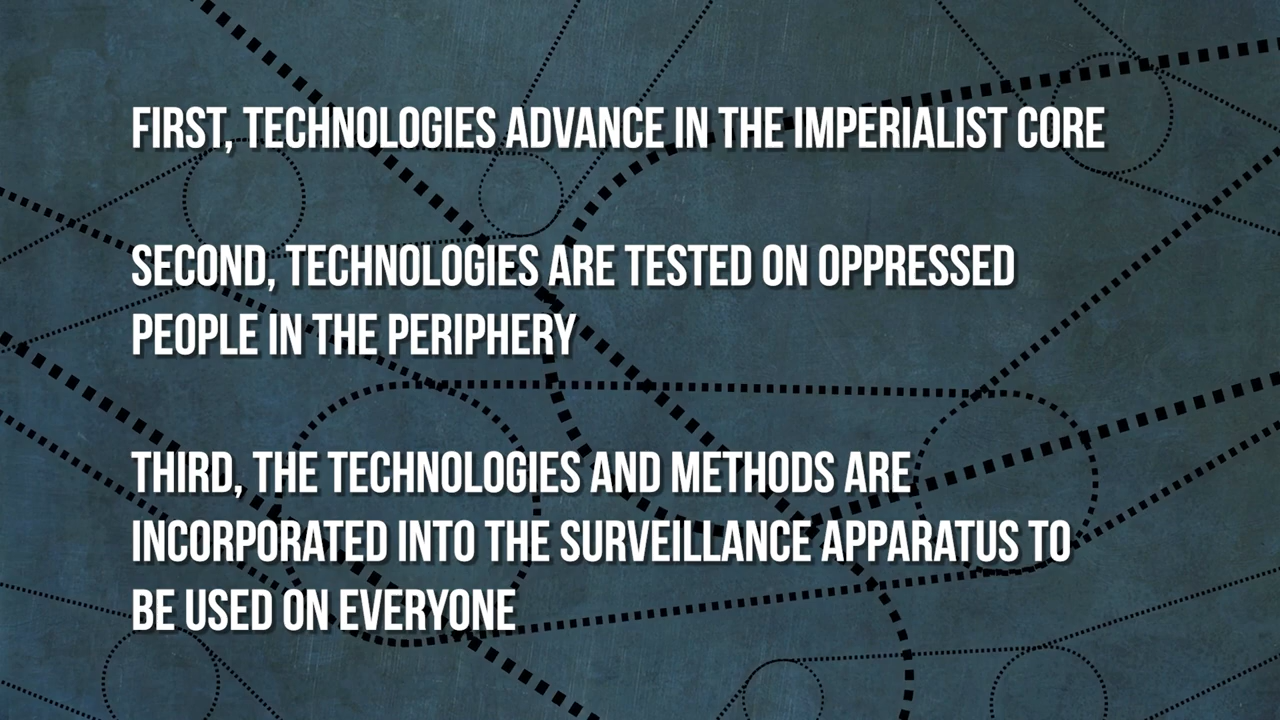 FIRST, TECHNOLOGIES ADVANCE IN THE IMPERIALIST CORE
SECOND, TECHNOLOGIES ARE TESTED ON OPPRESSED
PEOPLE IN THE PERIPHERY
THIRD, THE TECHNOLOGIES AND METHODS ARE
INCORPORATED INTO THE SURVEILLANCE APPARATUS TO
BE USED ON EVERYONE